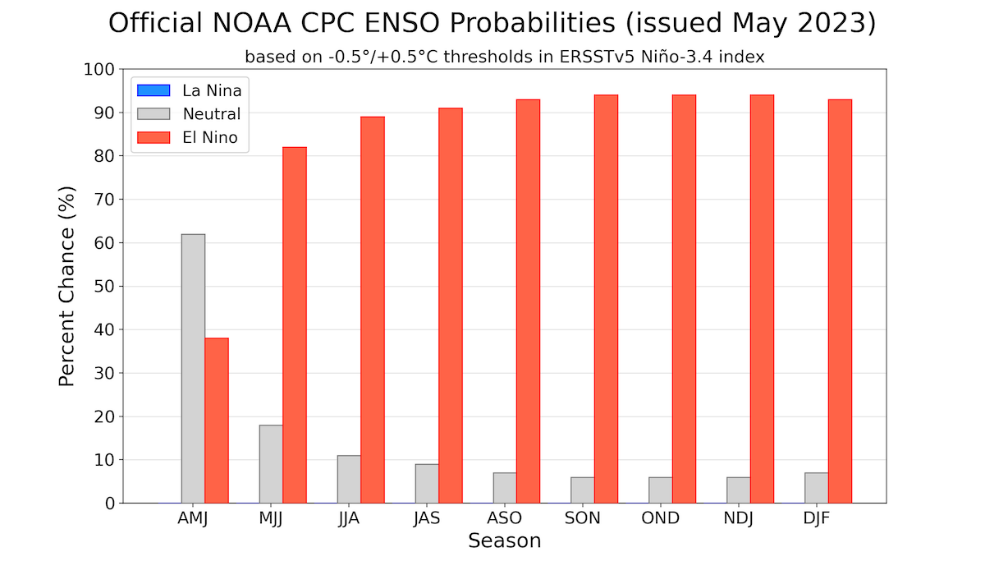 Official NOAA CPC ENSO Probabilities (issued May 2023)
based on -0.5°/+0.5°C thresholds in ERSSTv5 Niño-3.4 index
La Nina
Neutral
El Nino
Percent Chance (%)
100
90
80
70
60
50
40
30
20
10
0
AMJ MJJ JJA JAS ASO SON OND NDJ DJF
Season